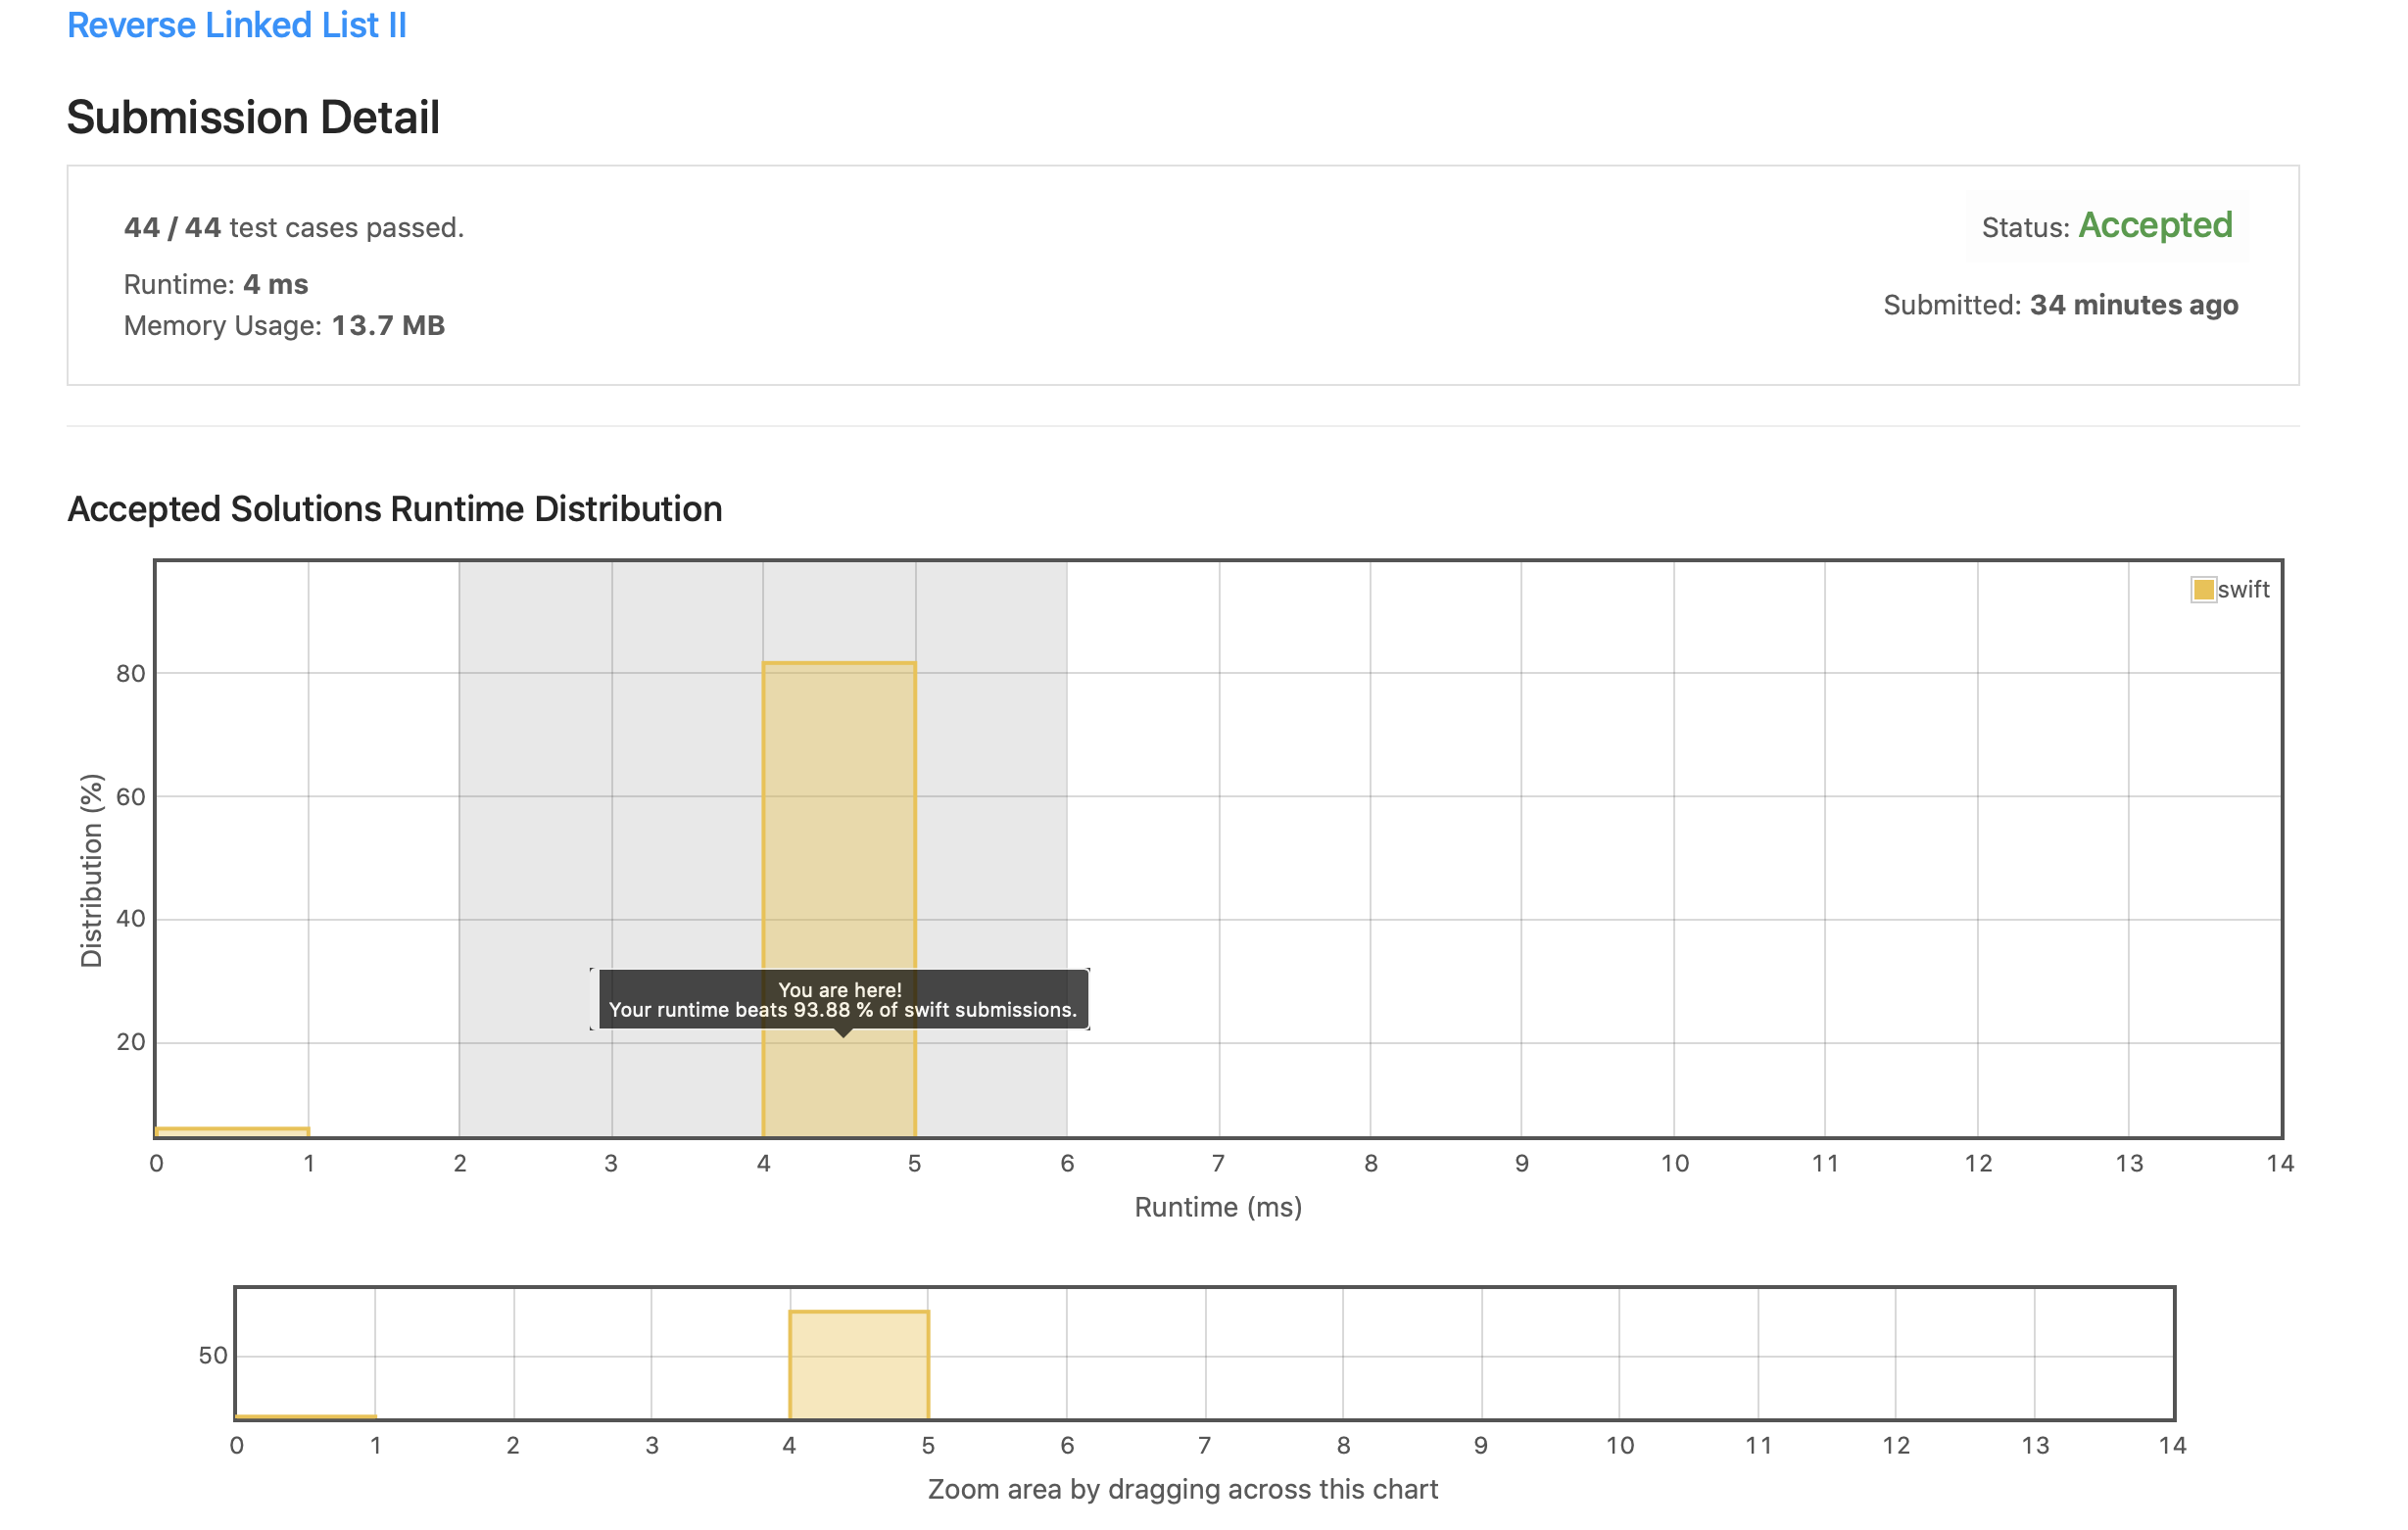 Reverse Linked List II
Submission Detail
44 / 44 test cases passed.
Status: Accepted
Runtime: 4 ms
Submitted: 34 minutes ago
Memory Usage: 13.7 MB
Accepted Solutions Runtime Distribution
swift
80
60
40
20
Distribution (%)
You are here!
Your runtime beats 93.88 % of swift submissions.
0 1 2 3 4 5 6 7 8 9 10 11 12 13 14
Runtime (ms)
50
0 1 2 3 4 5 6 7 8 9 10 11 12 13 14
Zoom area by dragging across this chart